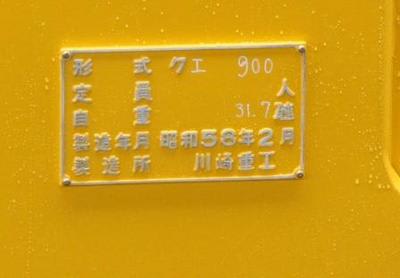 形式 クエ 900
定員 人
自重 31.7瓲
製造年月 昭和58年2月
製造所 川崎重工